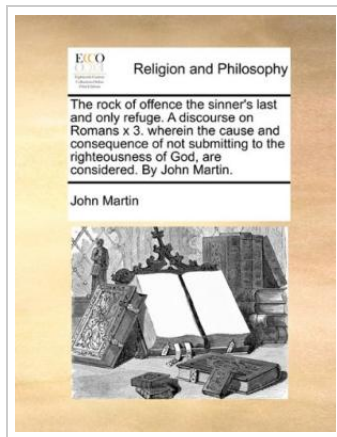 ECCO
Religion and Philosophy
The rock of offence the sinner's last
and only refuge. A discourse on
Romans x 3. wherein the cause and
consequence of not submitting to the
righteousness of God, are
considered. By John Martin.
John Martin